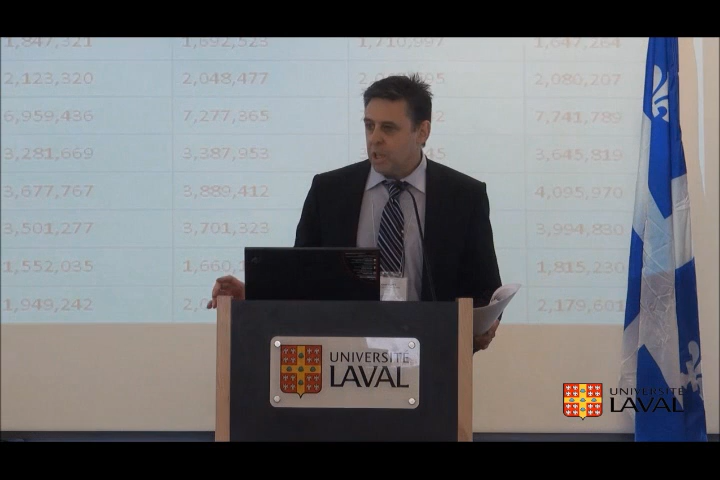 1,847,321 1,692,523 1,710,997 1,647,264
2,123,320 2,048,477 2,080,207
6,959,436 7,277,365 7,741,789
3,281,669 3,387,953 3,645,819
3,677,767 3,889,412 4,095,970
3,501,277 3,701,323 3,994,830
1,552,035 1,815,230
1,949,242 2,179,601
UNIVERSITÉ
LAVAL
UNIVERSITÉ
LAVAL